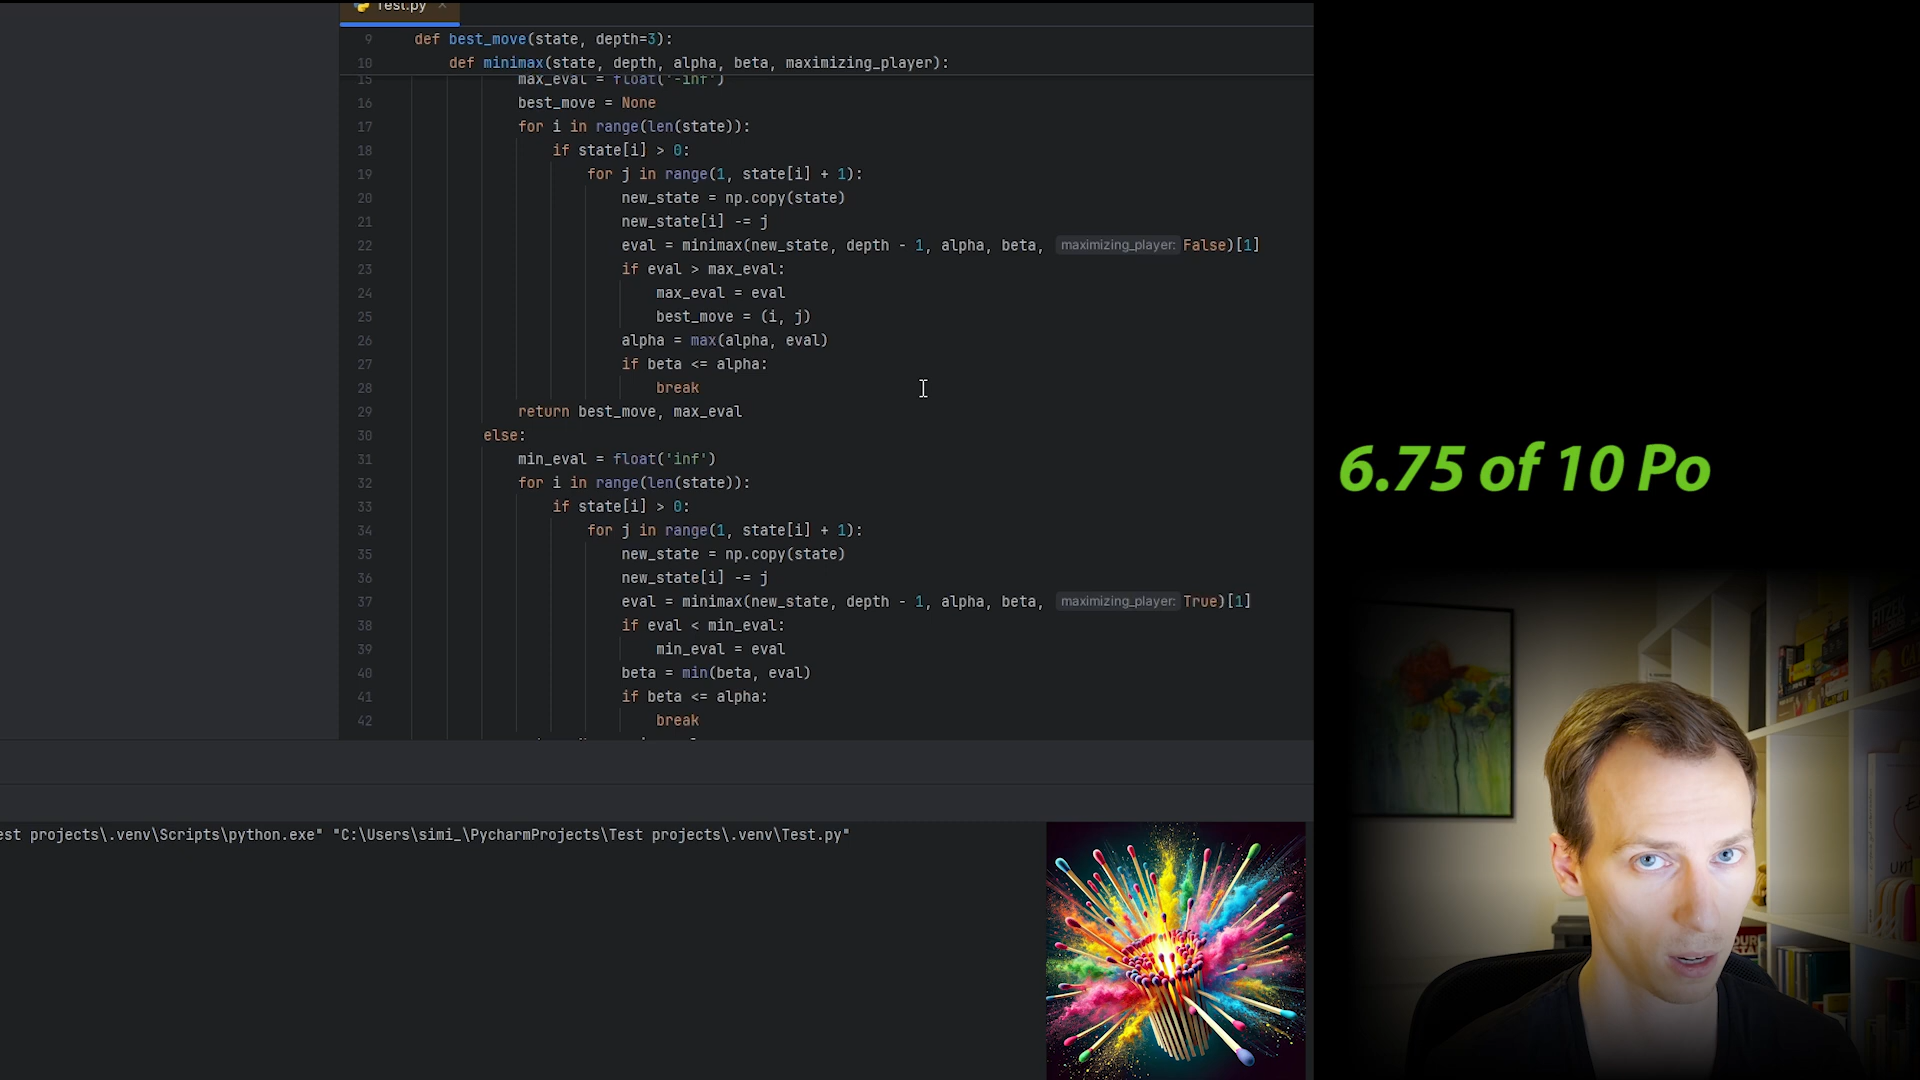 Test.py ×
9 def best_move(state, depth=3):
10 def minimax(state, depth, alpha, beta, maximizing_player):
15 max_eval = float('-inf')
16 best_move = None
17 for i in range(len(state)):
18 if state[i] > 0:
19 for j in range(1, state[i] + 1):
20 new_state = np.copy(state)
21 new_state[i] -= j
22 eval = minimax(new_state, depth - 1, alpha, beta, maximizing_player: False)[1]
23 if eval > max_eval:
24 max_eval = eval
25 best_move = (i, j)
26 alpha = max(alpha, eval)
27 if beta <= alpha:
28 break
29 return best_move, max_eval
30 else:
31 min_eval = float('inf')
32 for i in range(len(state)):
33 if state[i] > 0:
34 for j in range(1, state[i] + 1):
35 new_state = np.copy(state)
36 new_state[i] -= j
37 eval = minimax(new_state, depth - 1, alpha, beta, maximizing_player: True)[1]
38 if eval < min_eval:
39 min_eval = eval
40 beta = min(beta, eval)
41 if beta <= alpha:
42 break
est projects\.venv\Scripts\python.exe" "C:\Users\simi_\PycharmProjects\Test projects\.venv\Test.py"
6.75 of 10 Po
FITZEK